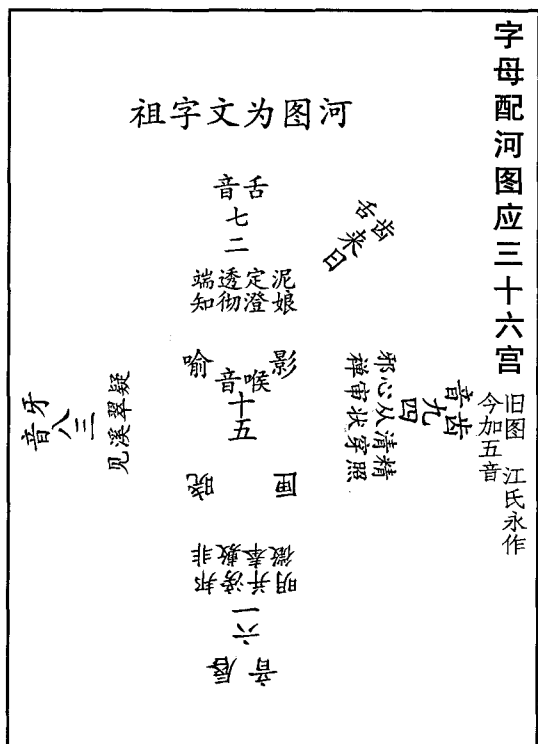 字母配河图应三十六宫
旧图 江氏永作
今加五音
河图为文字祖
舌音
七
二
端透定泥
知彻澄娘
舌齿
来日
影喻
喉音
十
五
匣晓
精清从心邪
照穿状审禅
四
九
齿音
见溪翠疑
三
八
牙音
非敷奉微
邦滂并明
一
六
唇音